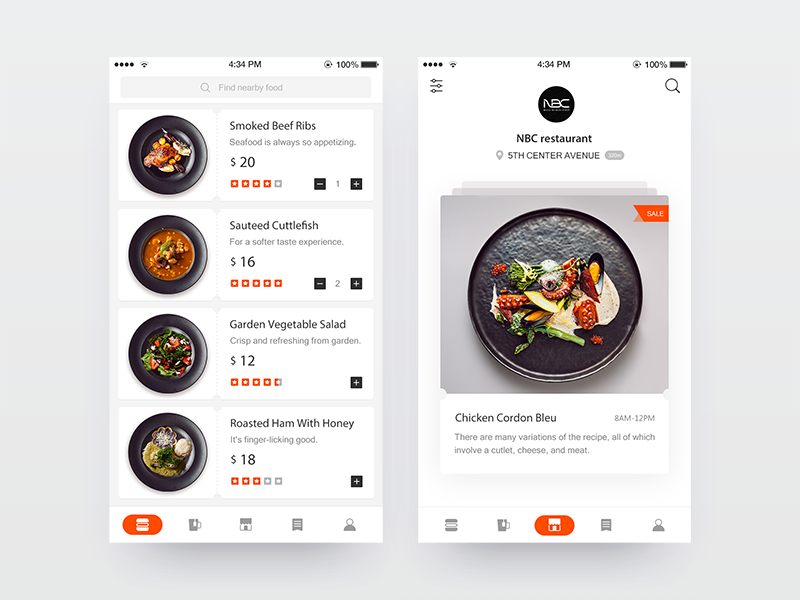 4:34 PM
100%
Find nearby food
Smoked Beef Ribs
Seafood is always so appetizing.
$ 20
1
Sauteed Cuttlefish
For a softer taste experience.
$ 16
2
Garden Vegetable Salad
Crisp and refreshing from garden.
$ 12
Roasted Ham With Honey
It's finger-licking good.
$ 18
4:34 PM
100%
NBC
NBC restaurant
5TH CENTER AVENUE
SALE
Chicken Cordon Bleu
8AM-12PM
There are many variations of the recipe, all of which
involve a cutlet, cheese, and meat.